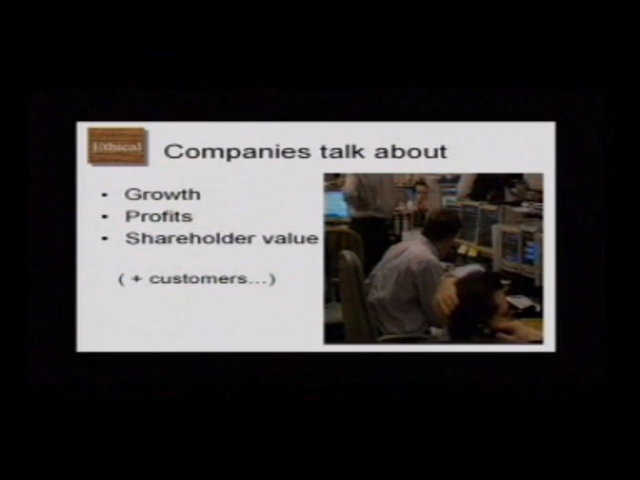 Ethical
Companies talk about
• Growth
• Profits
• Shareholder value
( + customers...)